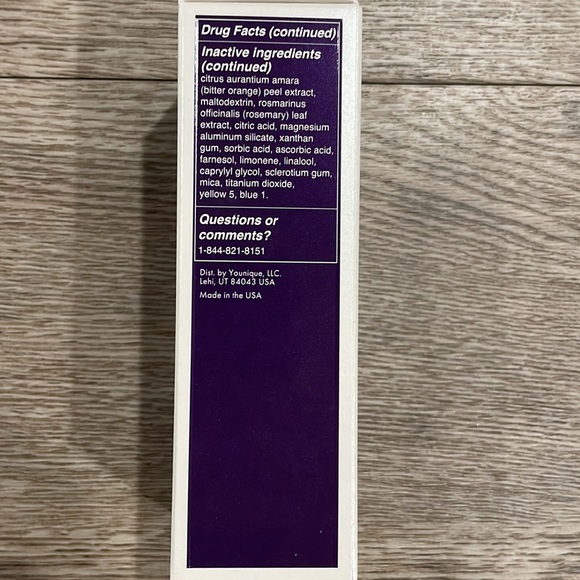 Drug Facts (continued)
Inactive ingredients
(continued)
citrus aurantium amara
(bitter orange) peel extract,
maltodextrin, rosmarinus
officinalis (rosemary) leaf
extract, citric acid, magnesium
aluminum silicate, xanthan
gum, sorbic acid, ascorbic acid,
farnesol, limonene, linalool,
caprylyl glycol, sclerotium gum,
mica, titanium dioxide,
yellow 5, blue 1.
Questions or
comments?
1-844-821-8151
Dist. by Younique, LLC.
Lehi, UT 84043 USA
Made in the USA